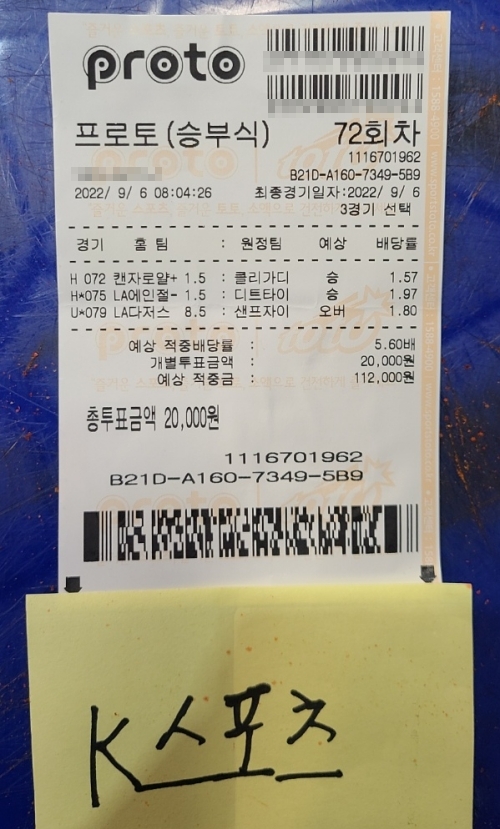 proto
프로토(승부식) 72회차
1116701962
B21D-A160-7349-5B9
2022/ 9/ 6 08:04:26 최종경기일자:2022/ 9/ 6
3경기 선택
경기 홈 팀 : 원정팀 예상 배당률
H 072 캔자로얄+ 1.5 : 클리가디 승 1.57
H*075 LA에인절- 1.5 : 디트타이 승 1.97
U*079 LA다저스 8.5 : 샌프자이 오버 1.80
예상 적중배당률 : 5.60배
개별투표금액 : 20,000원
예상 적중금 : 112,000원
총투표금액 20,000원
1116701962
B21D-A160-7349-5B9
K스포츠